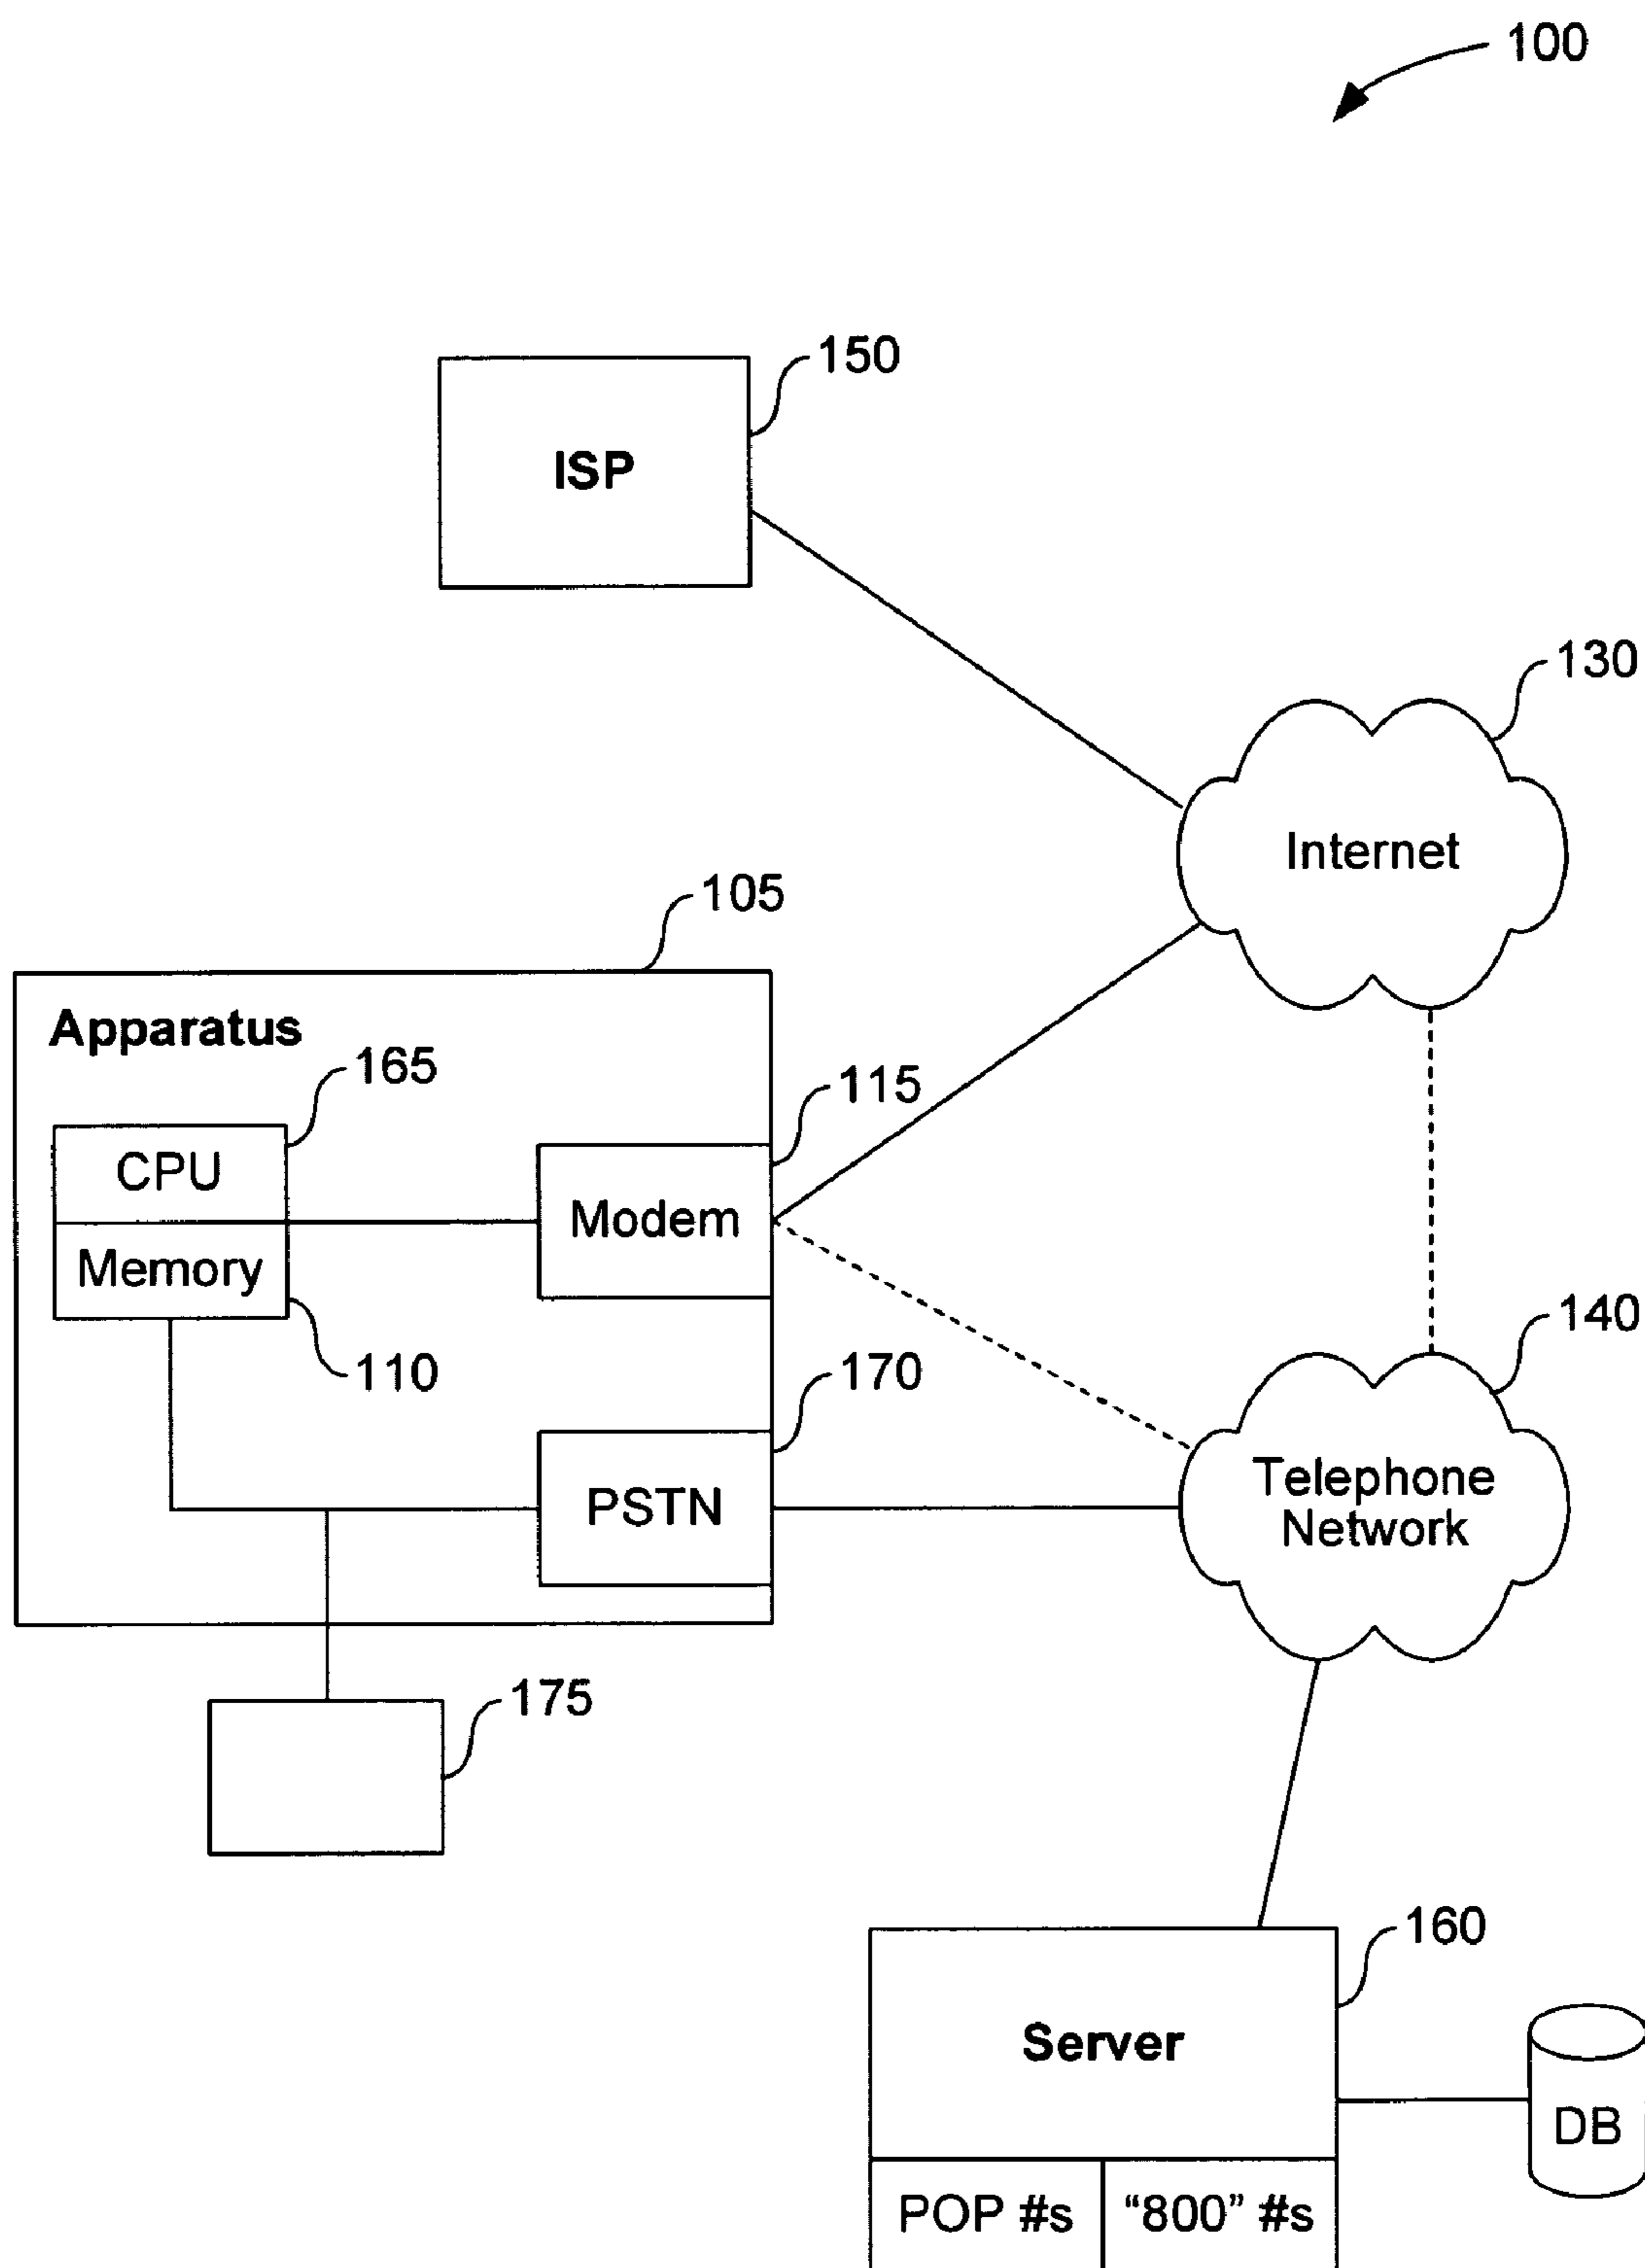 100
150
ISP
130
Internet
105
Apparatus
165
115
CPU
Modem
Memory
110
140
170
Telephone
Network
PSTN
175
160
Server
DB
POP #s
“800” #s